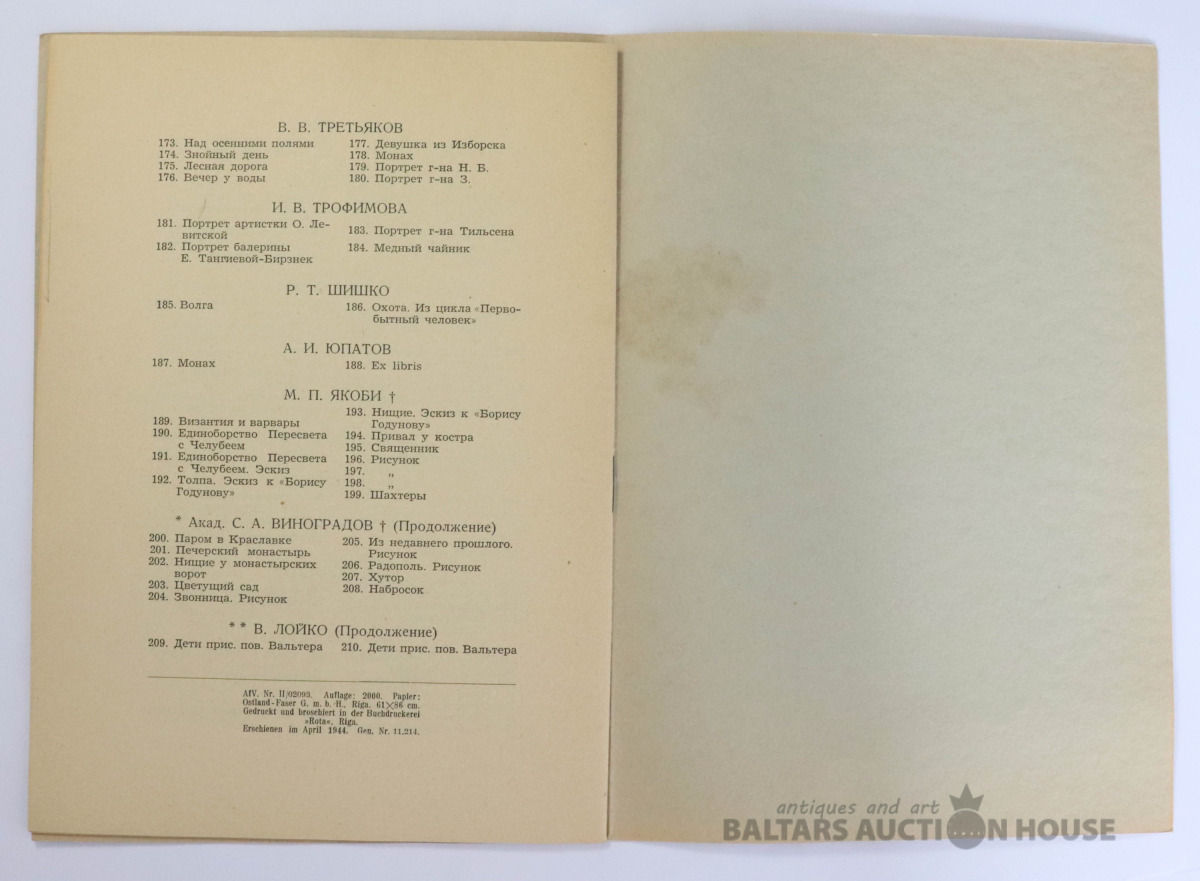 В. В. ТРЕТЬЯКОВ
173. Над осенними полями
174. Знойный день
175. Лесная дорога
176. Вечер у воды
177. Девушка из Изборска
178. Монах
179. Портрет г-на Н. Б.
180. Портрет г-на З.
И. В. ТРОФИМОВА
181. Портрет артистки О. Ле-
витской
182. Портрет балерины
Е. Тангиевой-Бирзнек
183. Портрет г-на Тильсена
184. Медный чайник
Р. Т. ШИШКО
185. Волга
186. Охота. Из цикла «Перво-
бытный человек»
А. И. ЮПАТОВ
187. Монах
188. Ex libris
М. П. ЯКОБИ †
189. Византия и варвары
190. Единоборство Пересвета
с Челубеем
191. Единоборство Пересвета
с Челубеем. Эскиз
192. Толпа. Эскиз к «Борису
Годунову»
193. Нищие. Эскиз к «Борису
Годунову»
194. Привал у костра
195. Священник
196. Рисунок
197. „
198. „
199. Шахтеры
* Акад. С. А. ВИНОГРАДОВ † (Продолжение)
200. Паром в Краславке
201. Печерский монастырь
202. Нищие у монастырских
ворот
203. Цветущий сад
204. Звонница. Рисунок
205. Из недавнего прошлого.
Рисунок
206. Радополь. Рисунок
207. Хутор
208. Набросок
* * В. ЛОЙКО (Продолжение)
209. Дети прис. пов. Вальтера
210. Дети прис. пов. Вальтера
AfV. Nr. II/02093. Auflage: 2000. Papier:
Ostland-Faser G. m. b. H., Riga. 61×86 cm.
Gedruckt und broschiert in der Buchdruckerei
»Rota«, Riga.
Erschienen im April 1944. Gen. Nr. 11.214.
antiques and art
BALTARS AUCTION HOUSE